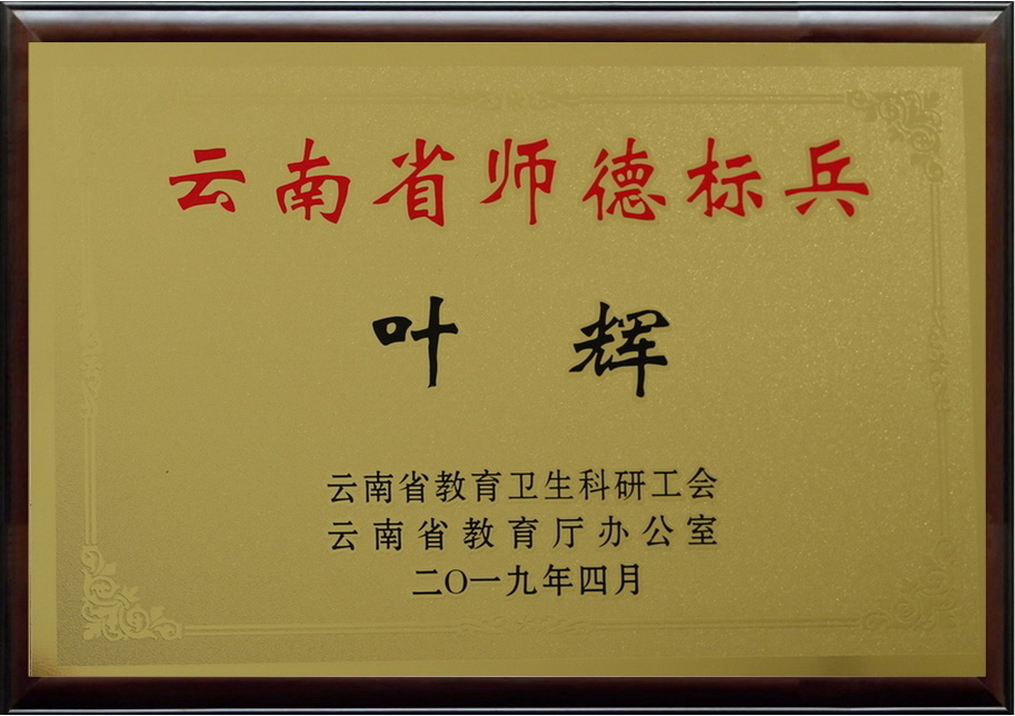 云南省师德标兵
叶辉
云南省教育卫生科研工会
云南省教育厅办公室
二〇一九年四月